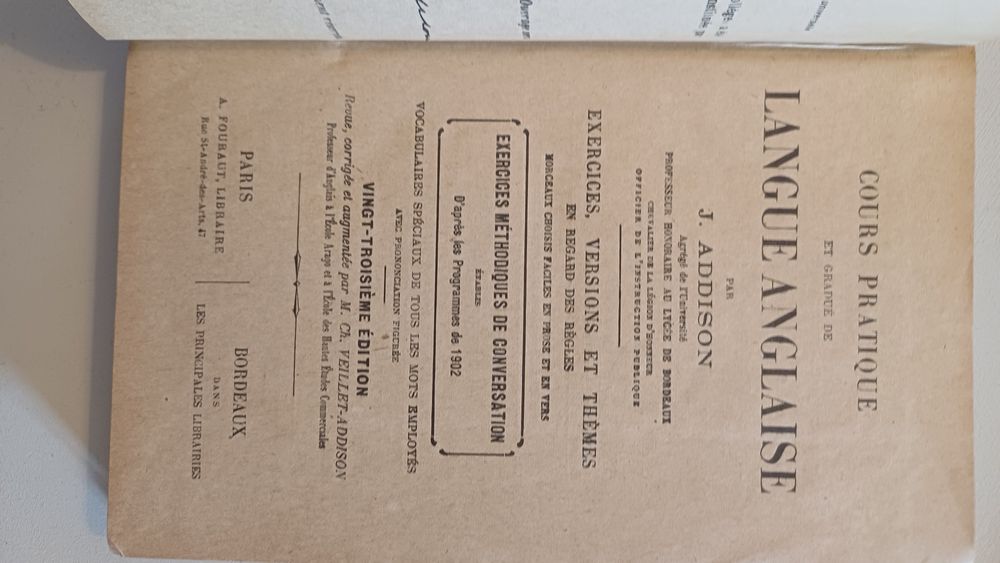 COURS PRATIQUE
ET GRADUÉ DE
LANGUE ANGLAISE
PAR
J. ADDISON
Agrégé de l'Université
PROFESSEUR HONORAIRE AU LYCÉE DE BORDEAUX
CHEVALIER DE LA LÉGION D'HONNEUR
OFFICIER DE L'INSTRUCTION PUBLIQUE
EXERCICES, VERSIONS ET THÈMES
EN REGARD DES RÈGLES
MORCEAUX CHOISIS FACILES EN PROSE ET EN VERS
EXERCICES MÉTHODIQUES DE CONVERSATION
ÉTABLIS
D'après les Programmes de 1902
VOCABULAIRES SPÉCIAUX DE TOUS LES MOTS EMPLOYÉS
AVEC PRONONCIATION FIGURÉE
VINGT-TROISIÈME ÉDITION
Revue, corrigée et augmentée par M. Ch. VEILLET-ADDISON
Professeur d'Anglais à l'École Arago et à l'École des Hautes Études Commerciales
PARIS
A. FOURAUT, LIBRAIRE
Rue St-André-des-Arts, 47
BORDEAUX
DANS
LES PRINCIPALES LIBRAIRIES